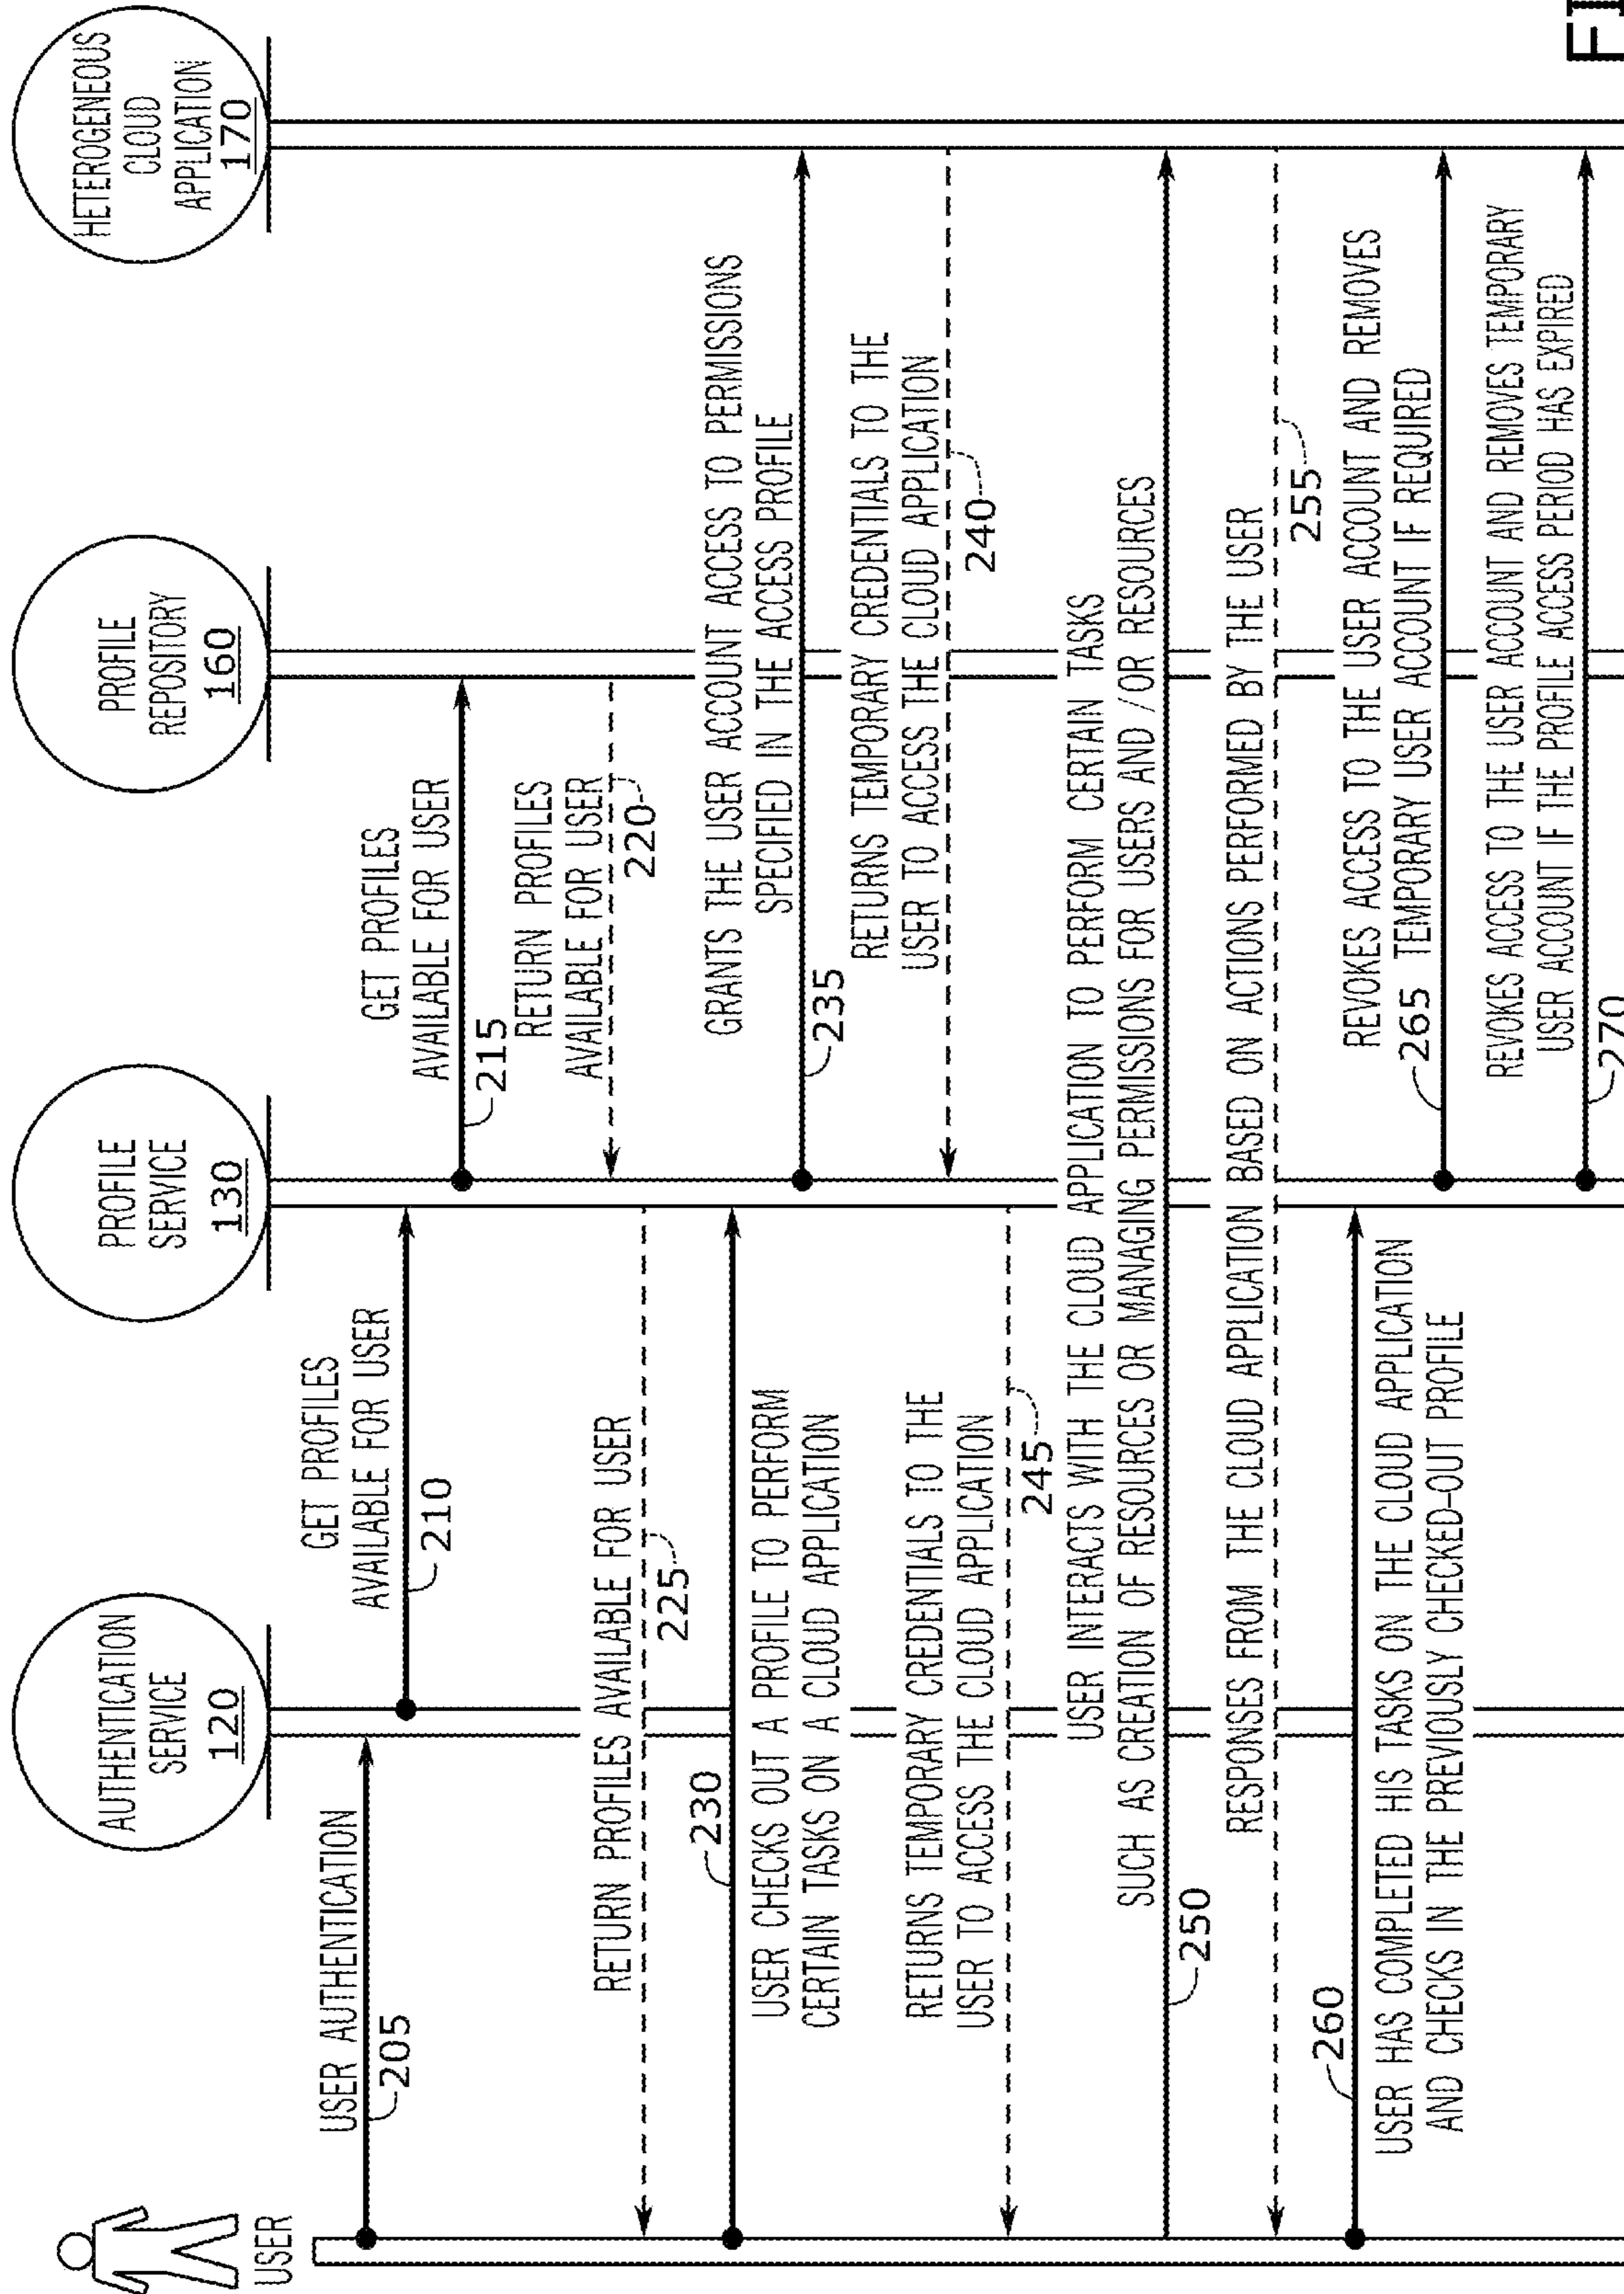 USER
AUTHENTICATION
SERVICE
120
PROFILE
SERVICE
130
PROFILE
REPOSITORY
160
HETEROGENEOUS
CLOUD
APPLICATION
170
USER AUTHENTICATION
205
GET PROFILES
AVAILABLE FOR USER
210
GET PROFILES
AVAILABLE FOR USER
215
RETURN PROFILES
AVAILABLE FOR USER
220
RETURN PROFILES AVAILABLE FOR USER
225
230
USER CHECKS OUT A PROFILE TO PERFORM
CERTAIN TASKS ON A CLOUD APPLICATION
GRANTS THE USER ACCOUNT ACCESS TO PERMISSIONS
SPECIFIED IN THE ACCESS PROFILE
235
RETURNS TEMPORARY CREDENTIALS TO THE
USER TO ACCESS THE CLOUD APPLICATION
240
RETURNS TEMPORARY CREDENTIALS TO THE
USER TO ACCESS THE CLOUD APPLICATION
245
USER INTERACTS WITH THE CLOUD APPLICATION TO PERFORM CERTAIN TASKS
SUCH AS CREATION OF RESOURCES OR MANAGING PERMISSIONS FOR USERS AND /OR RESOURCES
250
RESPONSES FROM THE CLOUD APPLICATION BASED ON ACTIONS PERFORMED BY THE USER
255
260
USER HAS COMPLETED HIS TASKS ON THE CLOUD APPLICATION
AND CHECKS IN THE PREVIOUSLY CHECKED-OUT PROFILE
REVOKES ACCESS TO THE USER ACCOUNT AND REMOVES
TEMPORARY USER ACCOUNT IF REQUIRED
265
REVOKES ACCESS TO THE USER ACCOUNT AND REMOVES TEMPORARY
USER ACCOUNT IF THE PROFILE ACCESS PERIOD HAS EXPIRED
270